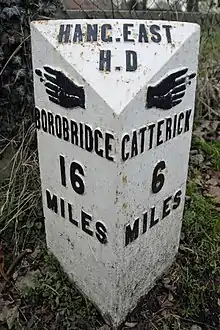 HANG.EAST
H.D
BOROBRIDGE
16
MILES
CATTERICK
6
MILES